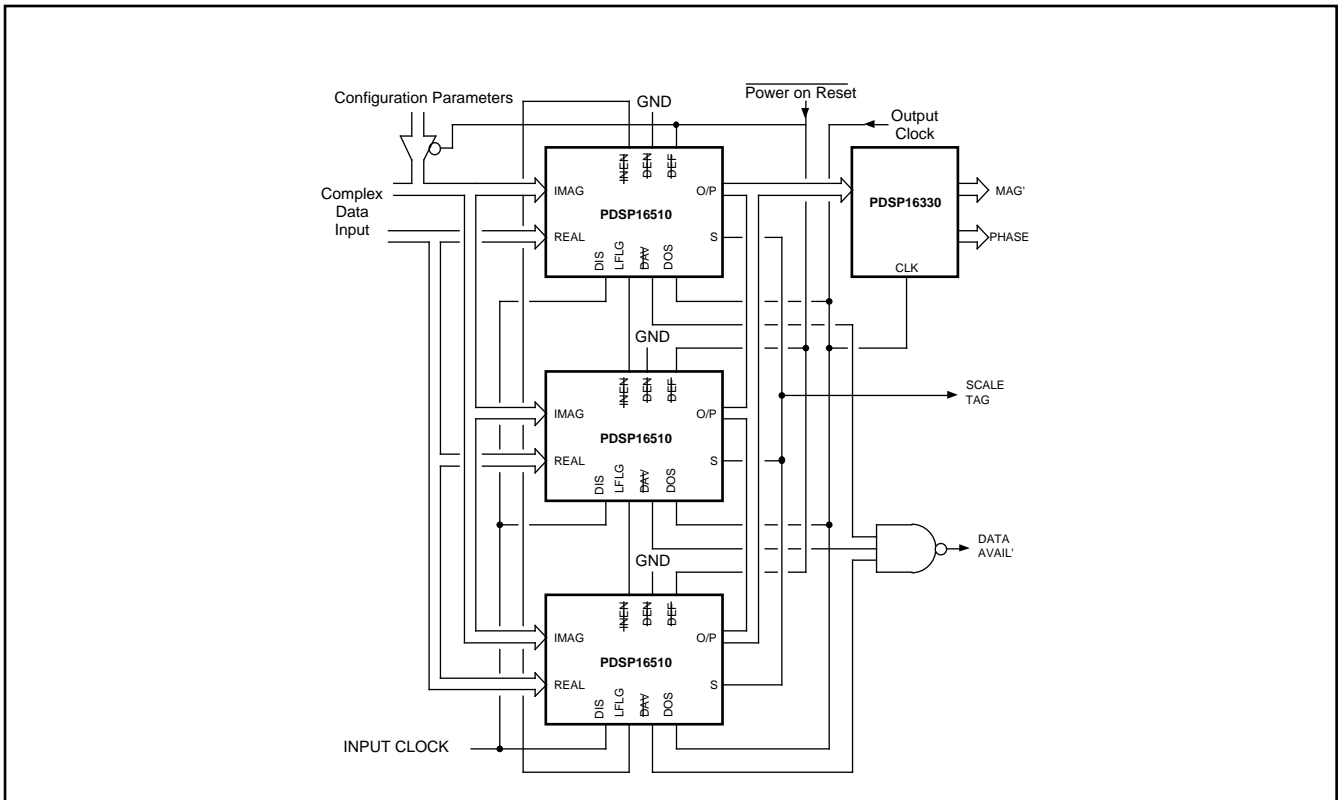 Configuration Parameters
GND
Power on Reset
Output
Clock
Complex
Data
Input
INEN
DEN
DEF
IMAG
O/P
PDSP16510
REAL
S
DIS
LFLG
DAV
DOS
PDSP16330
MAG'
PHASE
CLK
GND
INEN
DEN
DEF
IMAG
O/P
PDSP16510
REAL
S
DIS
LFLG
DAV
DOS
SCALE
TAG
DATA
AVAIL'
GND
INEN
DEN
DEF
IMAG
O/P
PDSP16510
REAL
S
DIS
LFLG
DAV
DOS
INPUT CLOCK